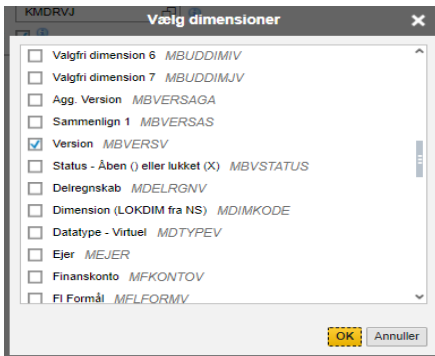 KMDRVJ
Vælg dimensioner
Valgfri dimension 6 MBUDDIMIV
Valgfri dimension 7 MBUDDIMJV
Agg. Version MBVERSAGA
Sammenlign 1 MBVERSAS
Version MBVERSV
Status - Åben () eller lukket (X) MBVSTATUS
Delregnskab MDELRGNV
Dimension (LOKDIM fra NS) MDIMKODE
Datatype - Virtuel MDTYPEV
Ejer MEJER
Finanskonto MFKONTOV
FI Formål MFLFORMV
OK Annuller